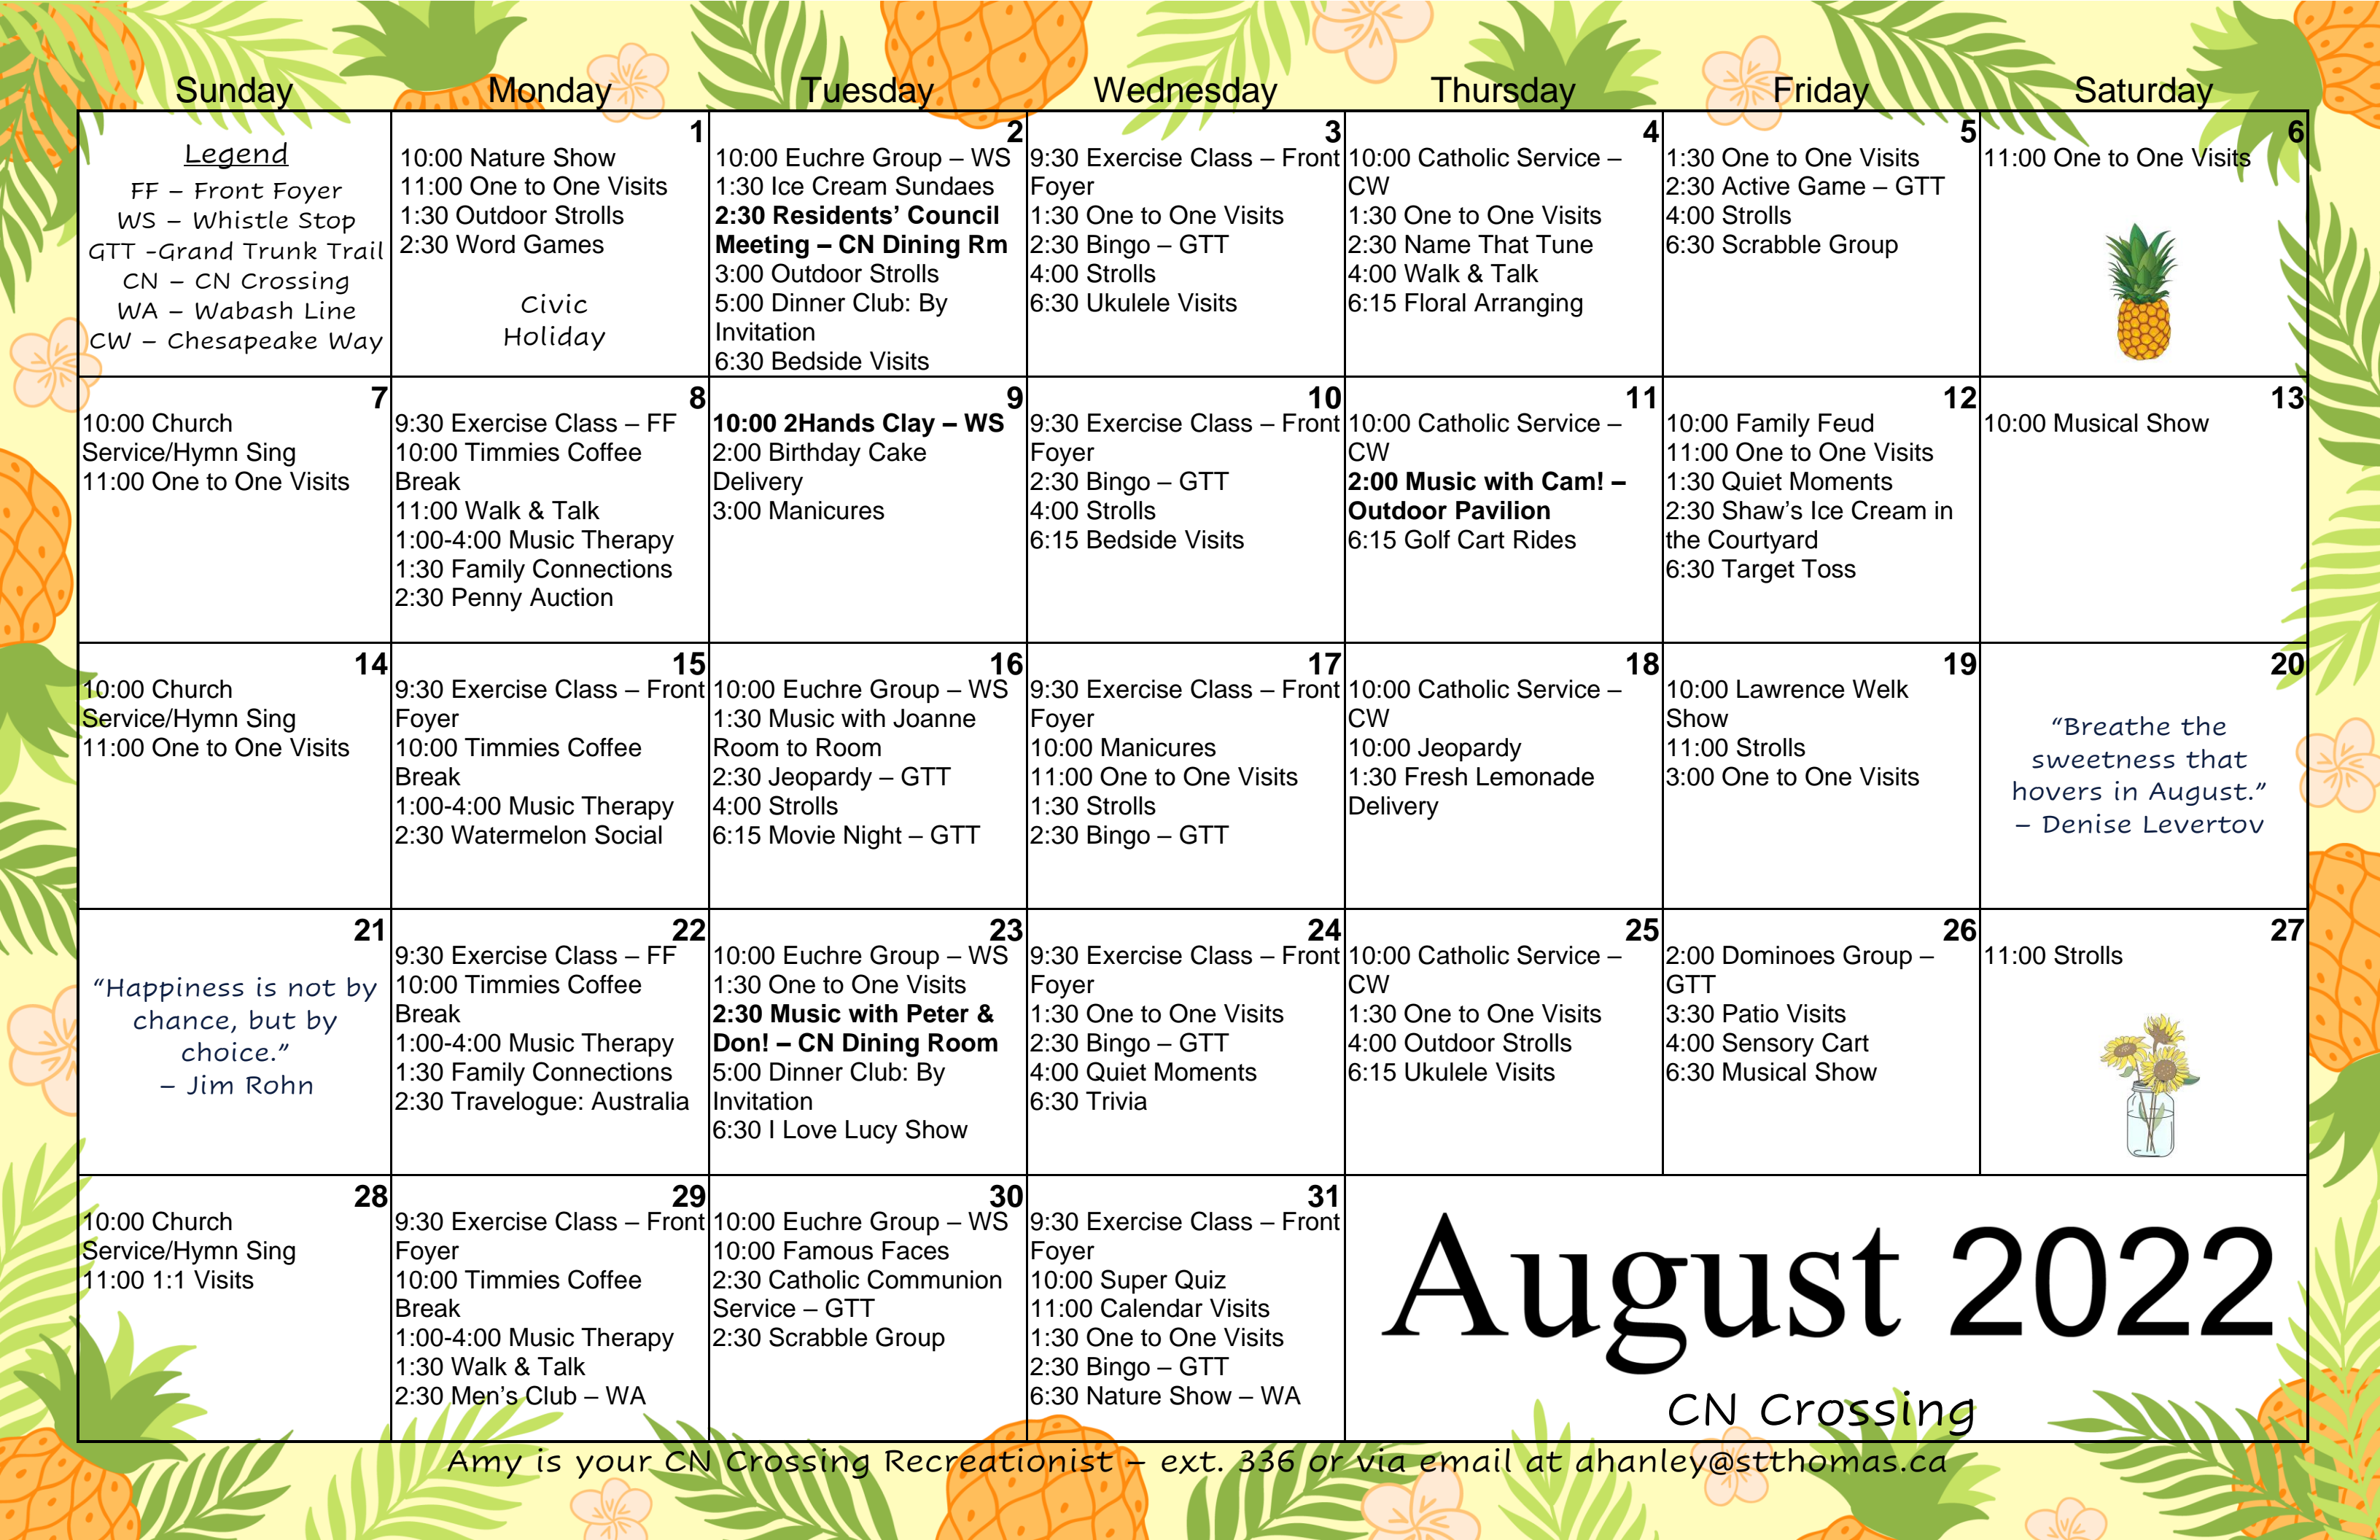 Sunday Monday Tuesday Wednesday Thursday Friday Saturday
Legend
FF – Front Foyer
WS – Whistle Stop
GTT -Grand Trunk Trail
CN – CN Crossing
WA – Wabash Line
CW – Chesapeake Way
1
10:00 Nature Show
11:00 One to One Visits
1:30 Outdoor Strolls
2:30 Word Games
Civic
Holiday
2
10:00 Euchre Group – WS
1:30 Ice Cream Sundaes
2:30 Residents’ Council
Meeting – CN Dining Rm
3:00 Outdoor Strolls
5:00 Dinner Club: By
Invitation
6:30 Bedside Visits
3
9:30 Exercise Class – Front
Foyer
1:30 One to One Visits
2:30 Bingo – GTT
4:00 Strolls
6:30 Ukulele Visits
4
10:00 Catholic Service –
CW
1:30 One to One Visits
2:30 Name That Tune
4:00 Walk & Talk
6:15 Floral Arranging
5
1:30 One to One Visits
2:30 Active Game – GTT
4:00 Strolls
6:30 Scrabble Group
6
11:00 One to One Visits
7
10:00 Church
Service/Hymn Sing
11:00 One to One Visits
8
9:30 Exercise Class – FF
10:00 Timmies Coffee
Break
11:00 Walk & Talk
1:00-4:00 Music Therapy
1:30 Family Connections
2:30 Penny Auction
9
10:00 2Hands Clay – WS
2:00 Birthday Cake
Delivery
3:00 Manicures
10
9:30 Exercise Class – Front
Foyer
2:30 Bingo – GTT
4:00 Strolls
6:15 Bedside Visits
11
10:00 Catholic Service –
CW
2:00 Music with Cam! –
Outdoor Pavilion
6:15 Golf Cart Rides
12
10:00 Family Feud
11:00 One to One Visits
1:30 Quiet Moments
2:30 Shaw’s Ice Cream in
the Courtyard
6:30 Target Toss
13
10:00 Musical Show
14
10:00 Church
Service/Hymn Sing
11:00 One to One Visits
15
9:30 Exercise Class – Front
Foyer
10:00 Timmies Coffee
Break
1:00-4:00 Music Therapy
2:30 Watermelon Social
16
10:00 Euchre Group – WS
1:30 Music with Joanne
Room to Room
2:30 Jeopardy – GTT
4:00 Strolls
6:15 Movie Night – GTT
17
9:30 Exercise Class – Front
Foyer
10:00 Manicures
11:00 One to One Visits
1:30 Strolls
2:30 Bingo – GTT
18
10:00 Catholic Service –
CW
10:00 Jeopardy
1:30 Fresh Lemonade
Delivery
19
10:00 Lawrence Welk
Show
11:00 Strolls
3:00 One to One Visits
20
“Breathe the
sweetness that
hovers in August.”
– Denise Levertov
21
“Happiness is not by
chance, but by
choice.”
– Jim Rohn
22
9:30 Exercise Class – FF
10:00 Timmies Coffee
Break
1:00-4:00 Music Therapy
1:30 Family Connections
2:30 Travelogue: Australia
23
10:00 Euchre Group – WS
1:30 One to One Visits
2:30 Music with Peter &
Don! – CN Dining Room
5:00 Dinner Club: By
Invitation
6:30 I Love Lucy Show
24
9:30 Exercise Class – Front
Foyer
1:30 One to One Visits
2:30 Bingo – GTT
4:00 Quiet Moments
6:30 Trivia
25
10:00 Catholic Service –
CW
1:30 One to One Visits
4:00 Outdoor Strolls
6:15 Ukulele Visits
26
2:00 Dominoes Group –
GTT
3:30 Patio Visits
4:00 Sensory Cart
6:30 Musical Show
27
11:00 Strolls
28
10:00 Church
Service/Hymn Sing
11:00 1:1 Visits
29
9:30 Exercise Class – Front
Foyer
10:00 Timmies Coffee
Break
1:00-4:00 Music Therapy
1:30 Walk & Talk
2:30 Men’s Club – WA
30
10:00 Euchre Group – WS
10:00 Famous Faces
2:30 Catholic Communion
Service – GTT
2:30 Scrabble Group
31
9:30 Exercise Class – Front
Foyer
10:00 Super Quiz
11:00 Calendar Visits
1:30 One to One Visits
2:30 Bingo – GTT
6:30 Nature Show – WA
August 2022
CN Crossing
Amy is your CN Crossing Recreationist – ext. 336 or via email at ahanley@stthomas.ca